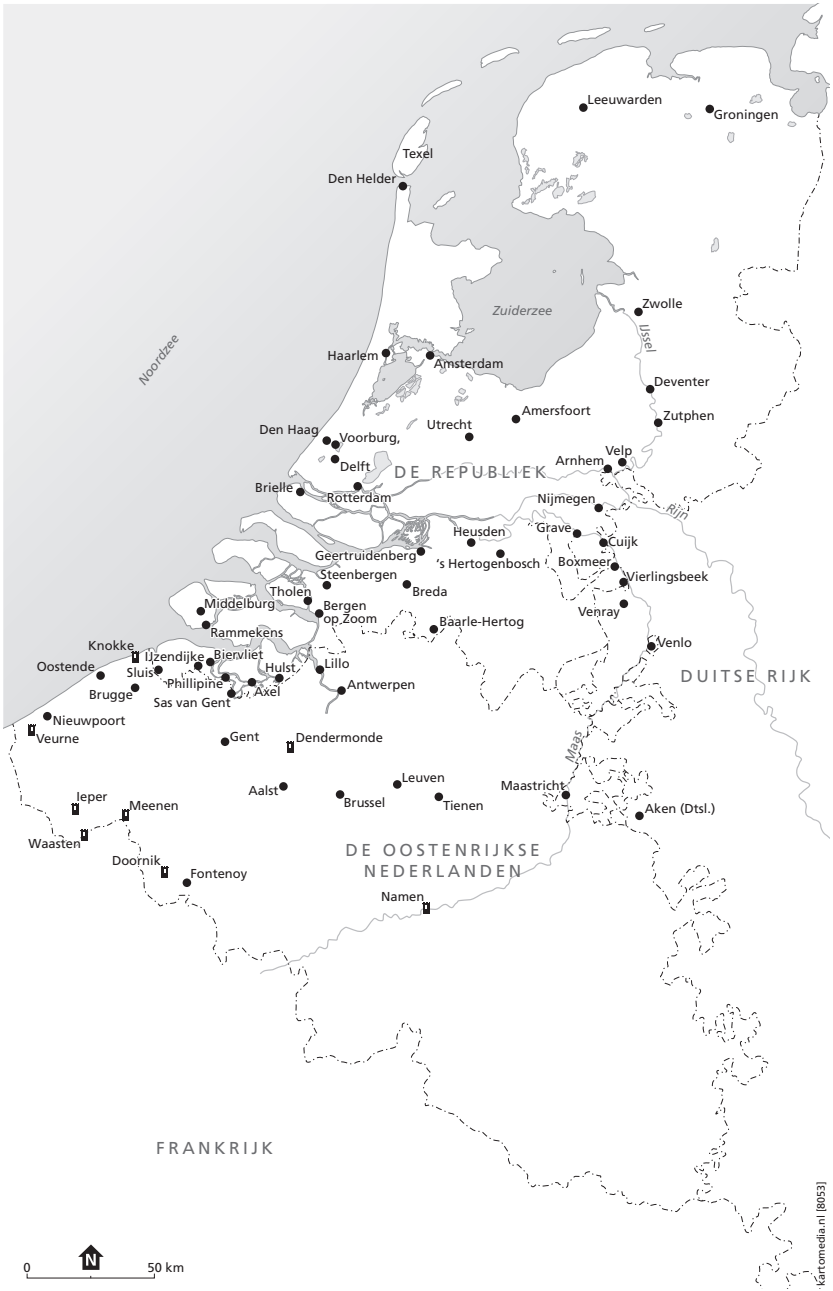 Leeuwarden
Groningen
Texel
Den Helder
Zwolle
Zuiderzee
IJssel
Noordzee
Haarlem
Amsterdam
Deventer
Amersfoort
Zutphen
Utrecht
Den Haag
Voorburg,
Velp
Arnhem
Delft
DE REPUBLIEK
Brielle
Rotterdam
Nijmegen
Rijn
Heusden
Grave
Cuijk
Geertruidenberg
's Hertogenbosch
Boxmeer
Steenbergen
Vierlingsbeek
Tholen
Breda
Middelburg
Bergen
op Zoom
Venray
Rammekens
Baarle-Hertog
Knokke
IJzendijke
Biervliet
Venlo
Oostende
Sluis
Hulst
Lillo
DUITSE RIJK
Brugge
Phillipine
Axel
Antwerpen
Sas van Gent
Nieuwpoort
Veurne
Gent
Dendermonde
Maas
Leuven
Maastricht
Aalst
Ieper
Meenen
Brussel
Tienen
Aken (Dtsl.)
Waasten
DE OOSTENRIJKSE
NEDERLANDEN
Doornik
Fontenoy
Namen
FRANKRIJK
N
0
50 km
kartomedia.nl [8053]